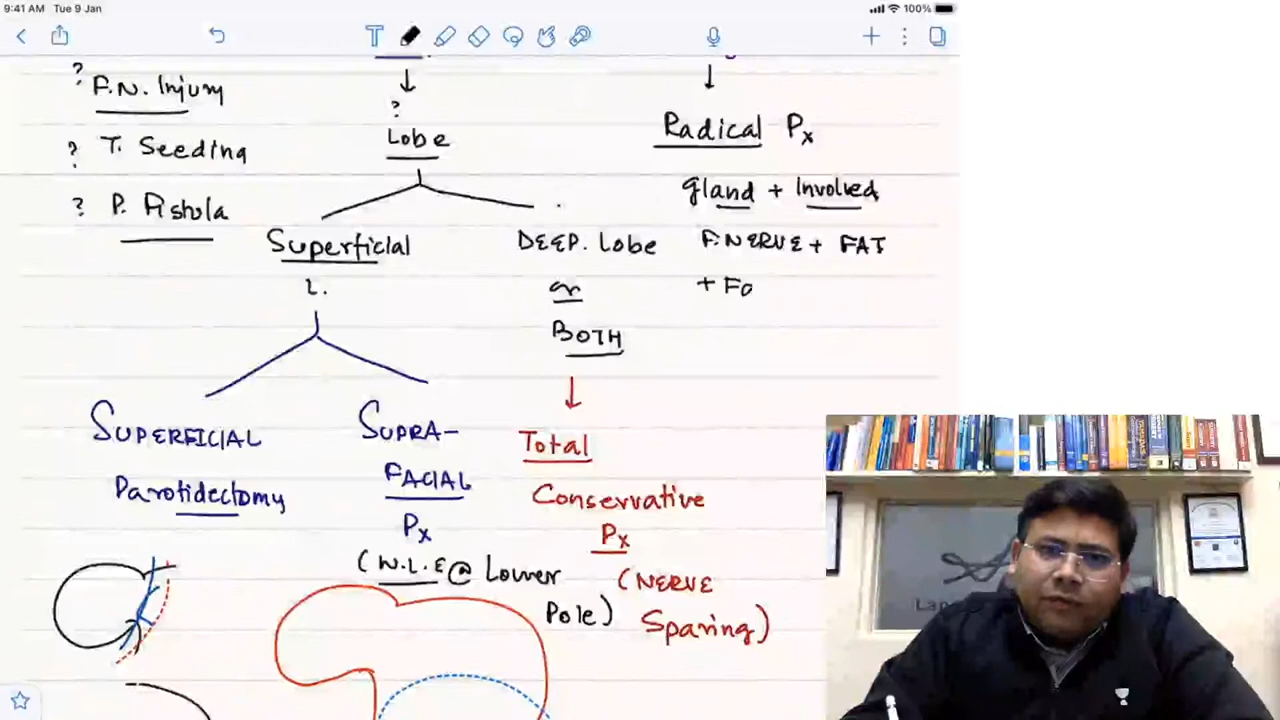 9:41 AM Tue 9 Jan
100%
? F.N. Injury
? T. Seeding
? P. Fistula
?
Lobe
Superficial
L.
DEEP. Lobe
or
BOTH
Radical Px
gland + Involved
F.NERVE + FAT
+ Fa
SUPERFICIAL
Parotidectomy
SUPRA-
FACIAL
Px
(W.L.E @ Lower
Pole)
Total
Conservative
Px
(NERVE
Sparing)